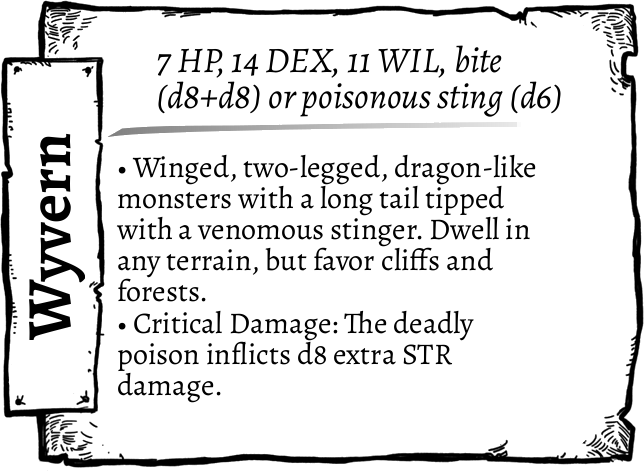 Wyvern
7 HP, 14 DEX, 11 WIL, bite
(d8+d8) or poisonous sting (d6)
• Winged, two-legged, dragon-like
monsters with a long tail tipped
with a venomous stinger. Dwell in
any terrain, but favor cliffs and
forests.
• Critical Damage: The deadly
poison inflicts d8 extra STR
damage.